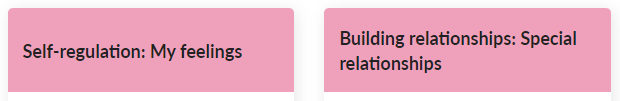 Self-regulation: My feelings
Building relationships: Special
relationships